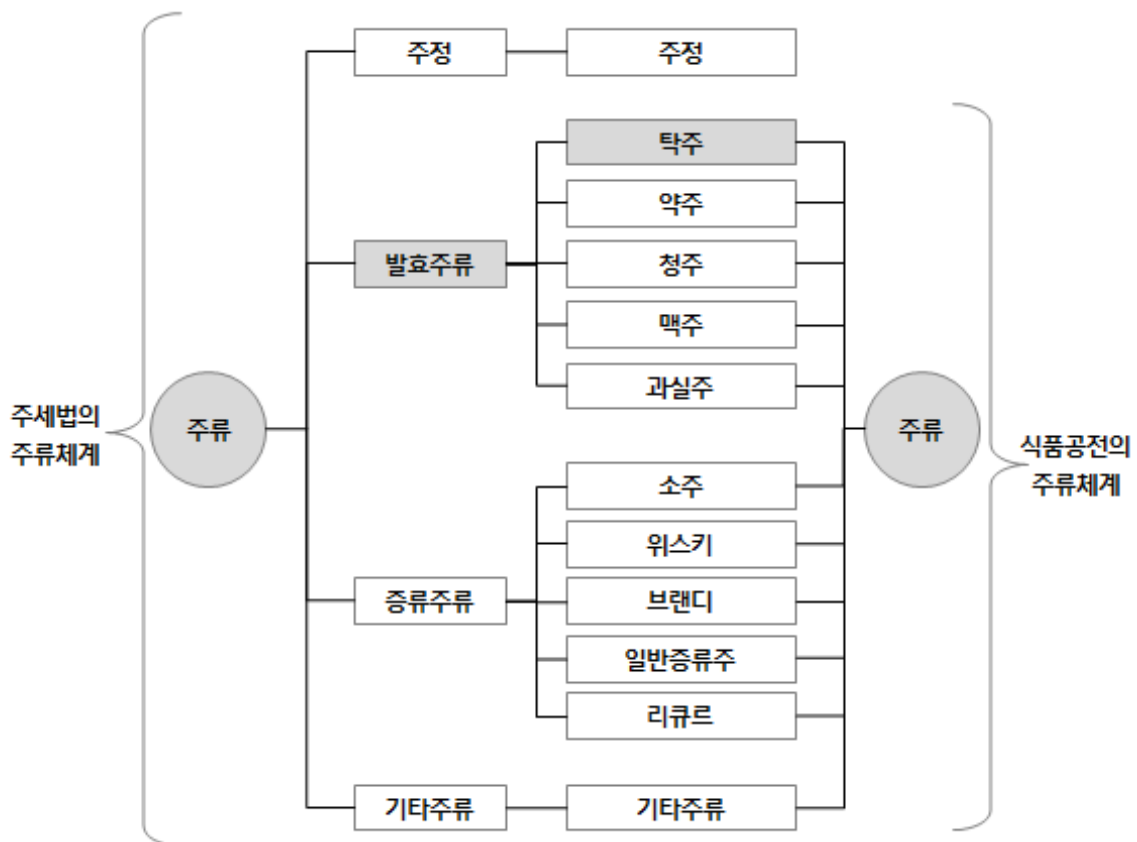 주정
주정
탁주
약주
발효주류
청주
맥주
과실주
주세법의
주류체계
주류
주류
식품공전의
주류체계
소주
위스키
증류주류
브랜디
일반증류주
리큐르
기타주류
기타주류